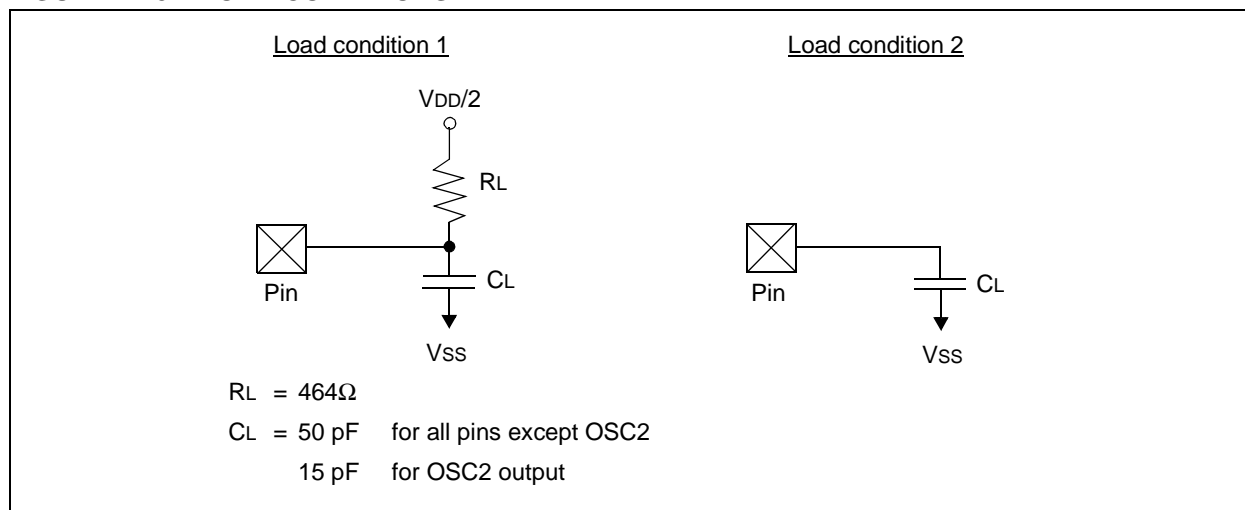 Load condition 1
VDD/2
RL
Pin
CL
VSS
Load condition 2
Pin
CL
VSS
RL = 464Ω
CL = 50 pF for all pins except OSC2
15 pF for OSC2 output